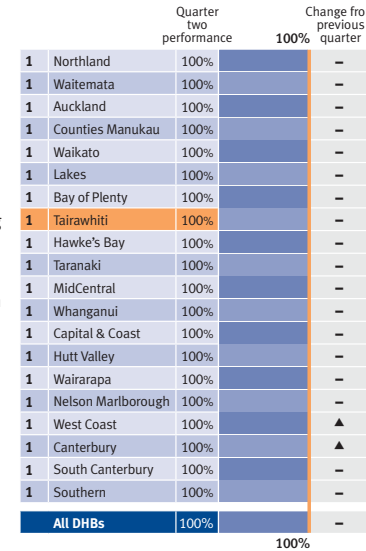 Quarter two performance 100% Change fro previous quarter
1 Northland 100% –
1 Waitemata 100% –
1 Auckland 100% –
1 Counties Manukau 100% –
1 Waikato 100% –
1 Lakes 100% –
1 Bay of Plenty 100% –
1 Tairawhiti 100% –
1 Hawke's Bay 100% –
1 Taranaki 100% –
1 MidCentral 100% –
1 Whanganui 100% –
1 Capital & Coast 100% –
1 Hutt Valley 100% –
1 Wairarapa 100% –
1 Nelson Marlborough 100% –
1 West Coast 100% ▲
1 Canterbury 100% ▲
1 South Canterbury 100% –
1 Southern 100% –
All DHBs 100% –
100%